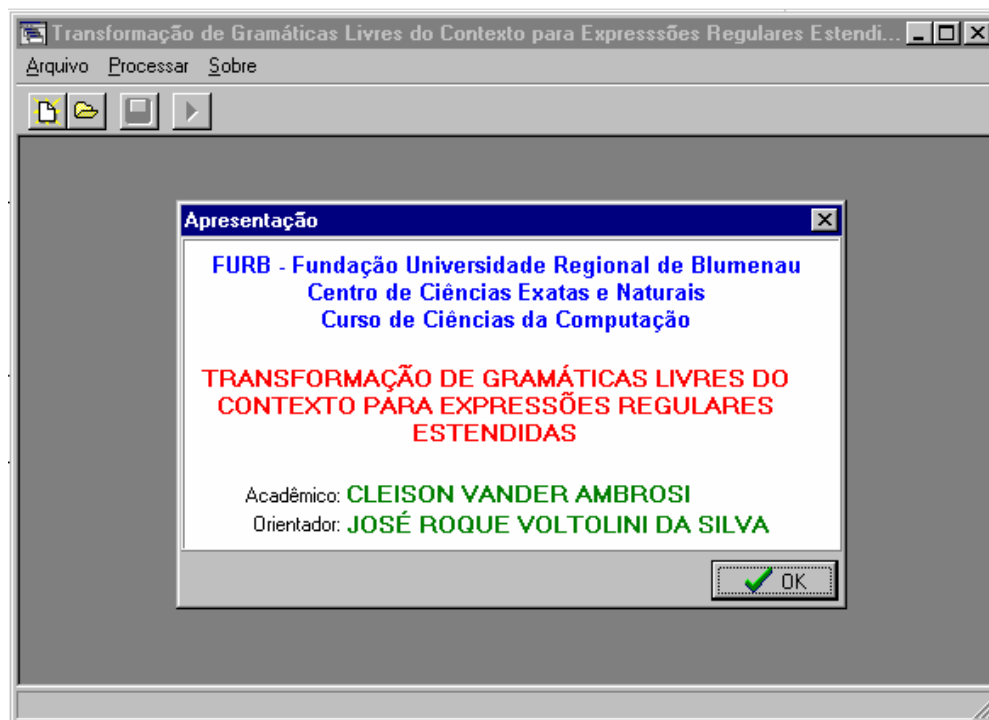 Transformação de Gramáticas Livres do Contexto para Expresssões Regulares Estendi...
Arquivo Processar Sobre
Apresentação
FURB - Fundação Universidade Regional de Blumenau
Centro de Ciências Exatas e Naturais
Curso de Ciências da Computação
TRANSFORMAÇÃO DE GRAMÁTICAS LIVRES DO
CONTEXTO PARA EXPRESSÕES REGULARES
ESTENDIDAS
Acadêmico: CLEISON VANDER AMBROSI
Orientador: JOSÉ ROQUE VOLTOLINI DA SILVA
OK